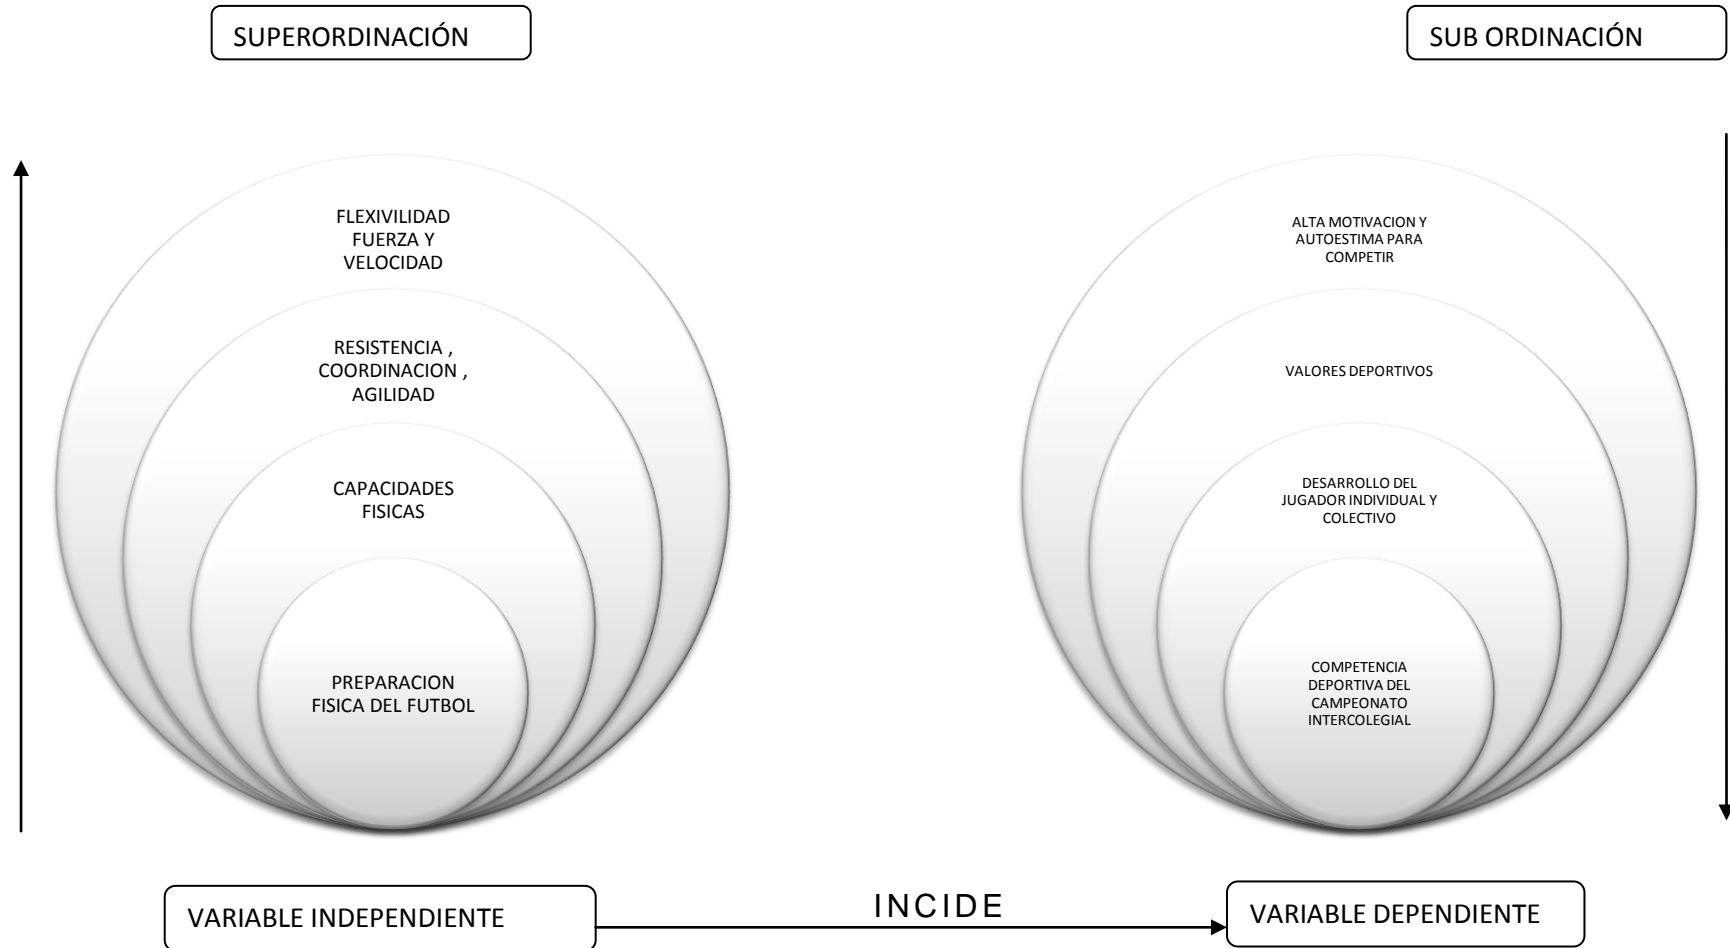 SUPERORDINACIÓN
SUB ORDINACIÓN
FLEXIVILIDAD
FUERZA Y
VELOCIDAD
RESISTENCIA ,
COORDINACION ,
AGILIDAD
CAPACIDADES
FISICAS
PREPARACION
FISICA DEL FUTBOL
ALTA MOTIVACION Y
AUTOESTIMA PARA
COMPETIR
VALORES DEPORTIVOS
DESARROLLO DEL
JUGADOR INDIVIDUAL Y
COLECTIVO
COMPETENCIA
DEPORTIVA DEL
CAMPEONATO
INTERCOLEGIAL
VARIABLE INDEPENDIENTE
INCIDE
VARIABLE DEPENDIENTE